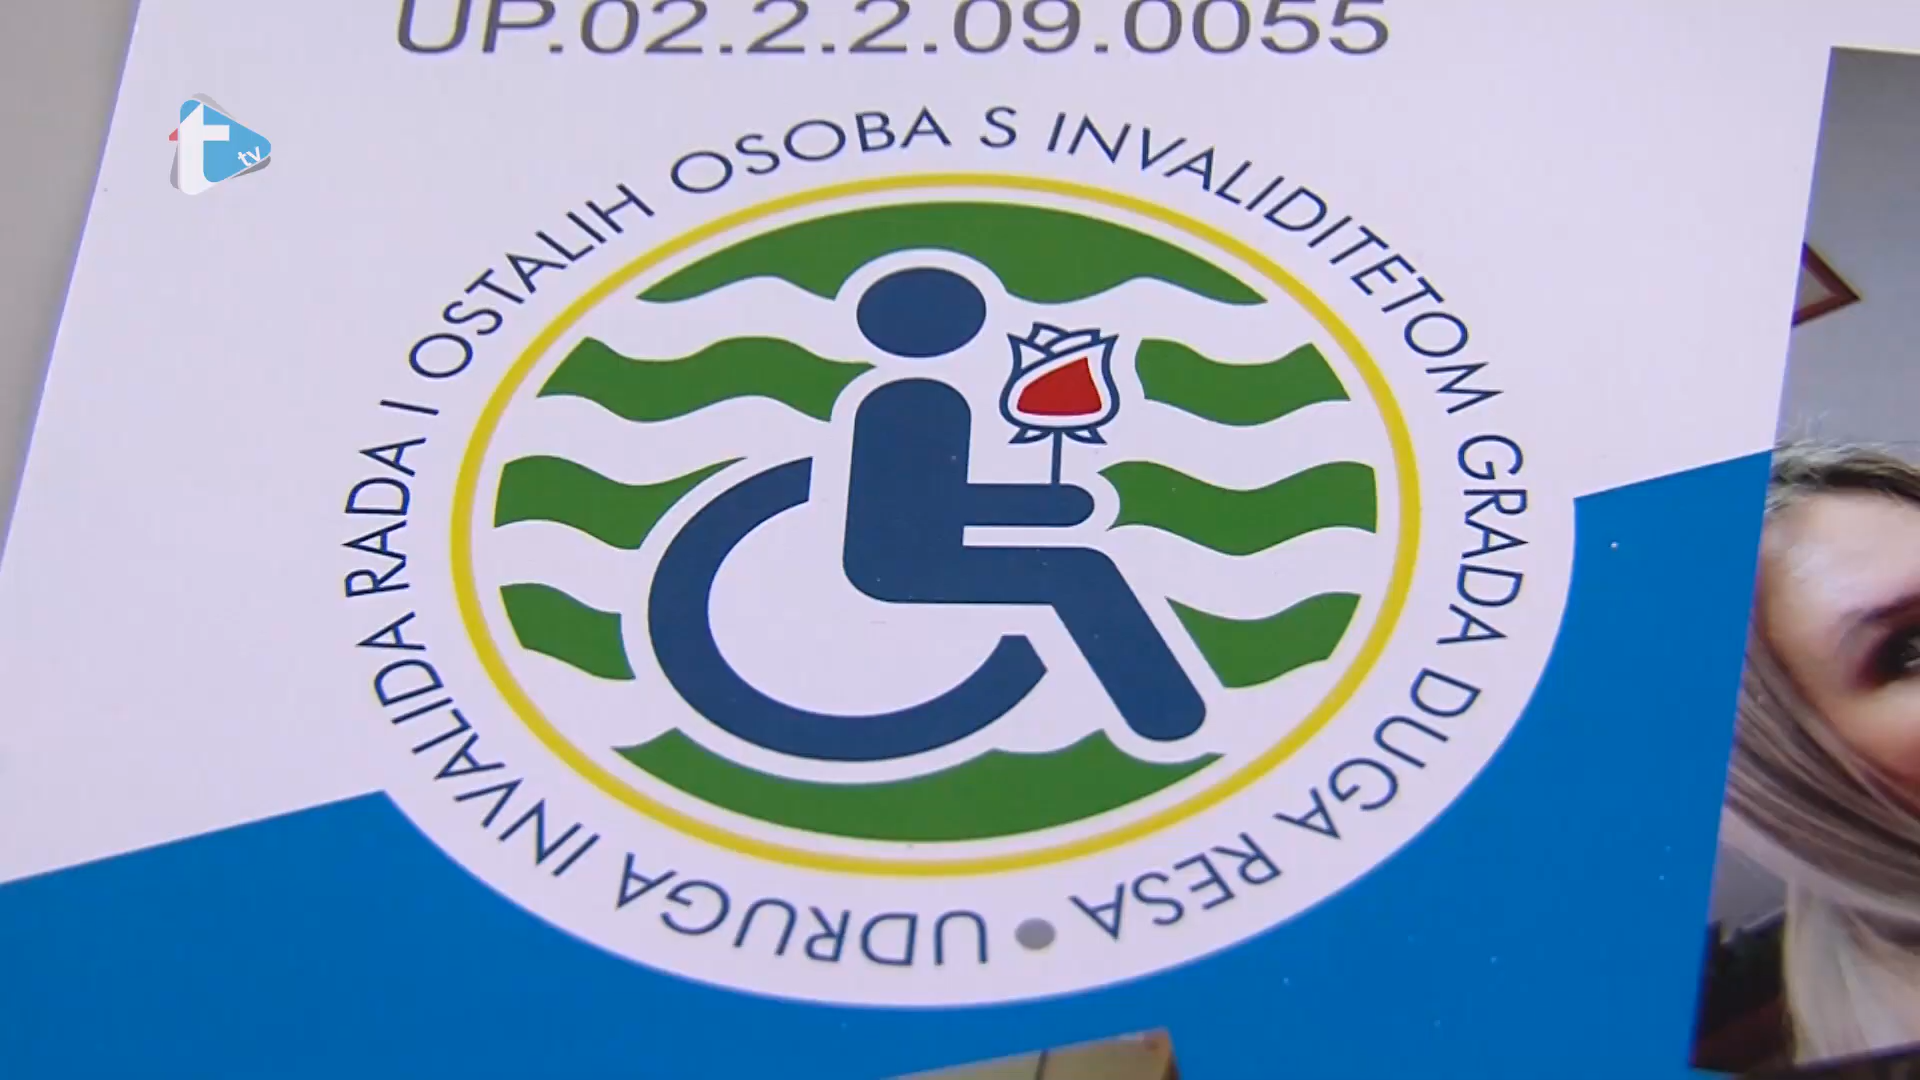 UP.02.2.2.09.0055
t tv
UDRUGA INVALIDA RADA I OSTALIH OSOBA S INVALIDITETOM GRADA DUGA RESA •